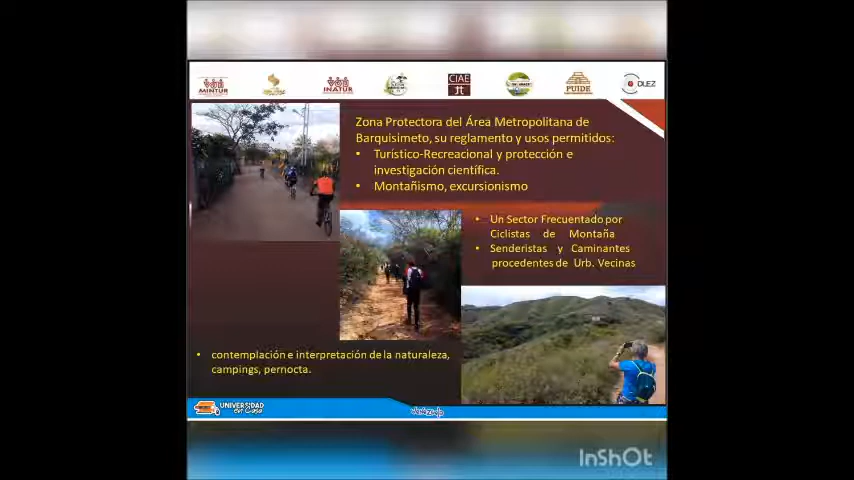 MINTUR
INATUR
CIAE
PUIDE
Zona Protectora del Área Metropolitana de
Barquisimeto, su reglamento y usos permitidos:
• Turístico-Recreacional y protección e
investigación científica.
• Montañismo, excursionismo
• Un Sector Frecuentado por
Ciclistas de Montaña
• Senderistas y Caminantes
procedentes de Urb. Vecinas
• contemplación e interpretación de la naturaleza,
campings, pernocta.
UNIVERSIDAD
en Casa
InShOt